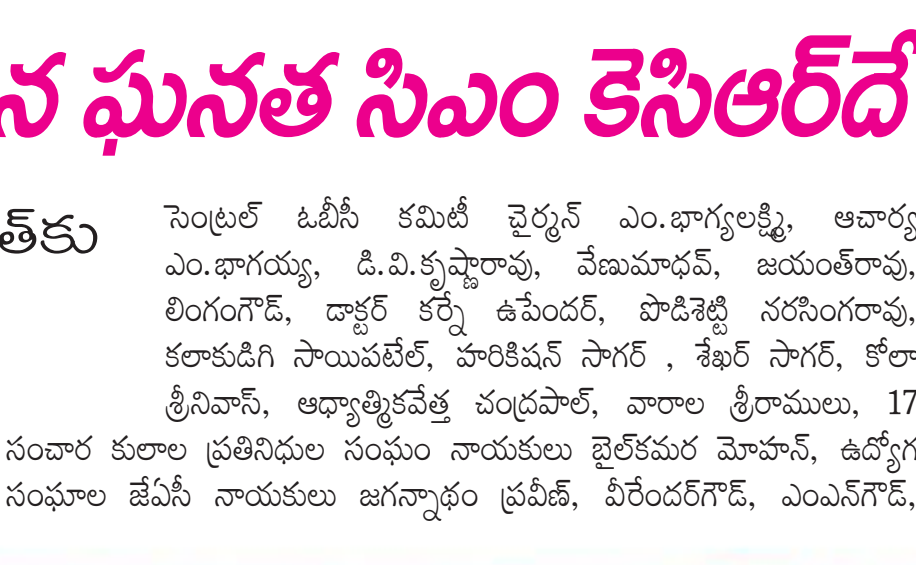 న ఘనత సిఎం కెసిఆర్‌దే
త్‌కు
సెంట్రల్ ఓబీసీ కమిటీ చైర్మన్ ఎం.భాగ్యలక్ష్మి, ఆచార్య
ఎం.భాగయ్య, డి.వి.కృష్ణారావు, వేణుమాధవ్, జయంత్‌రావు,
లింగంగౌడ్, డాక్టర్ కర్నే ఉపేందర్, పొడిశెట్టి నరసింగరావు,
కలాకుడిగి సాయిపటేల్, హరికిషన్ సాగర్ , శేఖర్ సాగర్, కోలా
శ్రీనివాస్, ఆధ్యాత్మికవేత్త చంద్రపాల్, వారాల శ్రీరాములు, 17
సంచార కులాల ప్రతినిధుల సంఘం నాయకులు బైల్‌కమర మోహన్, ఉద్యోగ
సంఘాల జేఏసీ నాయకులు జగన్నాథం ప్రవీణ్, వీరేందర్‌గౌడ్, ఎంఎన్‌గౌడ్,